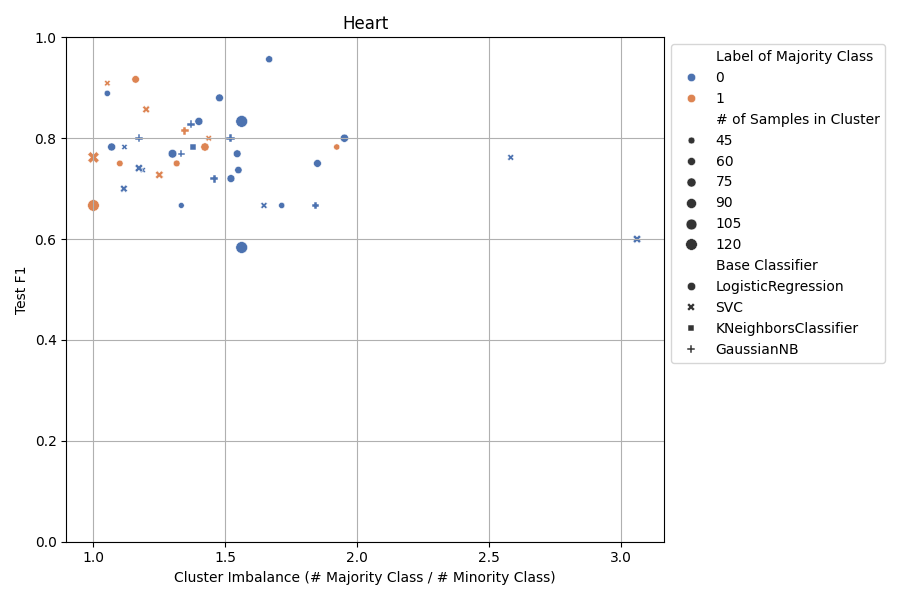 Heart
1.0
0.8
0.6
0.4
0.2
0.0
Test F1
1.0 1.5 2.0 2.5 3.0
Cluster Imbalance (# Majority Class / # Minority Class)
Label of Majority Class
0
1
# of Samples in Cluster
45
60
75
90
105
120
Base Classifier
LogisticRegression
SVC
KNeighborsClassifier
GaussianNB